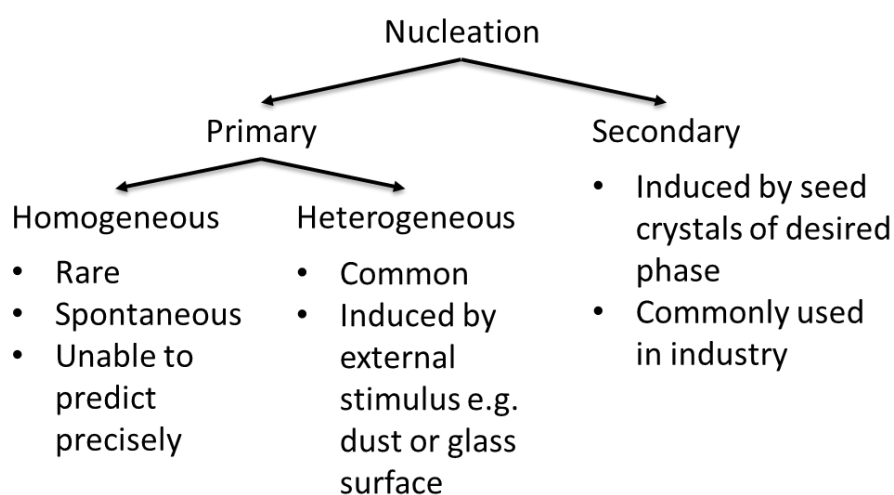 Nucleation
Primary
Secondary
Homogeneous
• Rare
• Spontaneous
• Unable to
predict
precisely
Heterogeneous
• Common
• Induced by
external
stimulus e.g.
dust or glass
surface
• Induced by seed
crystals of desired
phase
• Commonly used
in industry